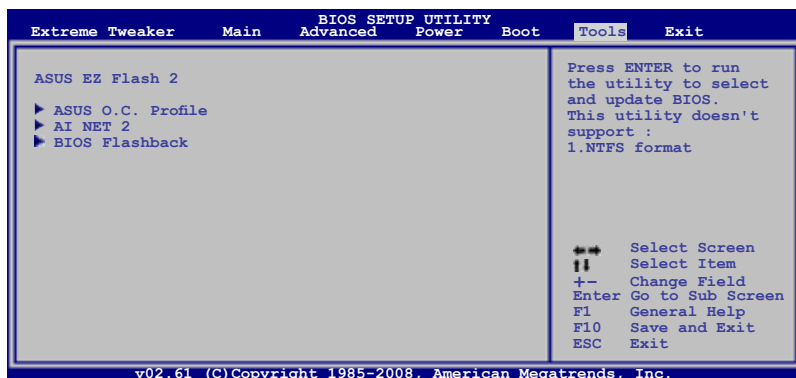 BIOS SETUP UTILITY
Extreme Tweaker Main Advanced Power Boot Tools Exit
ASUS EZ Flash 2
ASUS O.C. Profile
AI NET 2
BIOS Flashback
Press ENTER to run
the utility to select
and update BIOS.
This utility doesn't
support :
1.NTFS format
Select Screen
Select Item
+- Change Field
Enter Go to Sub Screen
F1 General Help
F10 Save and Exit
ESC Exit
v02.61 (C)Copyright 1985-2008, American Megatrends, Inc.